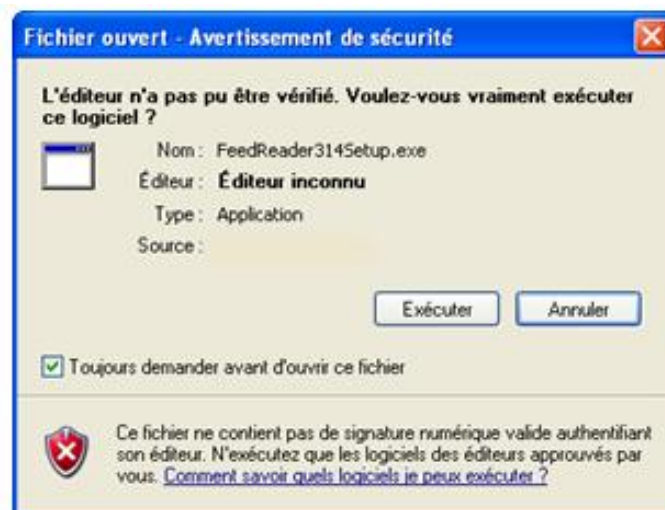 Fichier ouvert - Avertissement de sécurité
L'éditeur n'a pas pu être vérifié. Voulez-vous vraiment exécuter
ce logiciel ?
Nom : FeedReader314Setup.exe
Éditeur : Éditeur inconnu
Type : Application
Source :
Exécuter Annuler
Toujours demander avant d'ouvrir ce fichier
Ce fichier ne contient pas de signature numérique valide authentifiant
son éditeur. N'exécutez que les logiciels des éditeurs approuvés par
vous. Comment savoir quels logiciels je peux exécuter ?